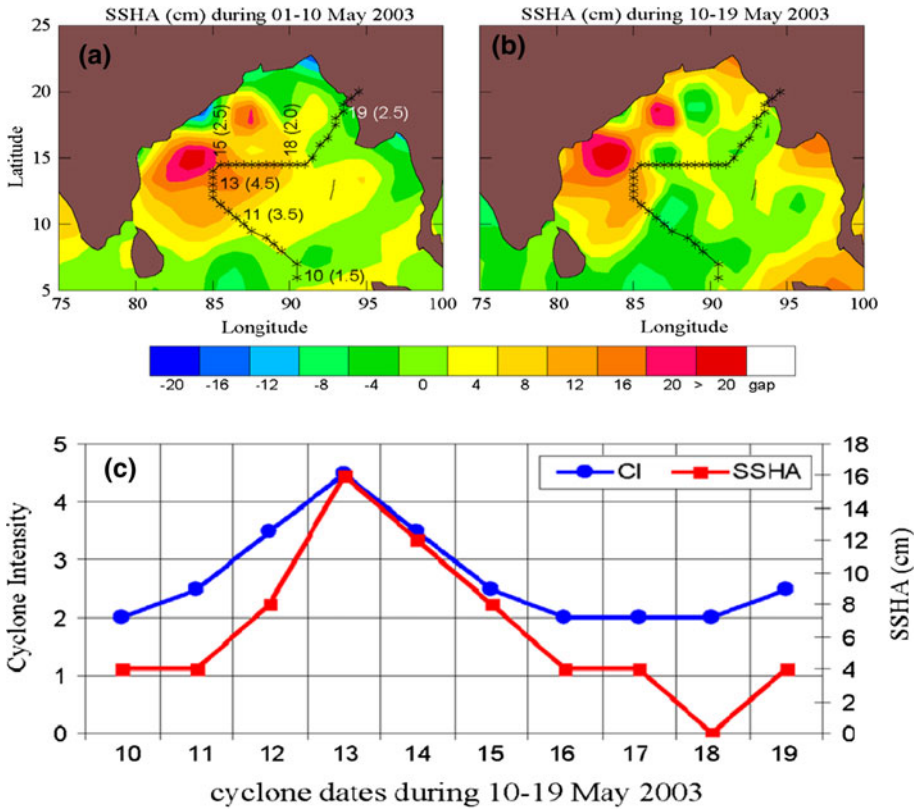 SSHA (cm) during 01-10 May 2003
SSHA (cm) during 10-19 May 2003
25
20
15
10
5
Latitude
(a)
15 (2.5)
18 (2.0)
19 (2.5)
13 (4.5)
11 (3.5)
10 (1.5)
75 80 85 90 95 100
Longitude
(b)
75 80 85 90 95 100
Longitude
-20 -16 -12 -8 -4 0 4 8 12 16 20 > 20 gap
(c)
CI SSHA
Cyclone Intensity
5
4
3
2
1
0
SSHA (cm)
18
16
14
12
10
8
6
4
2
0
10 11 12 13 14 15 16 17 18 19
cyclone dates during 10-19 May 2003